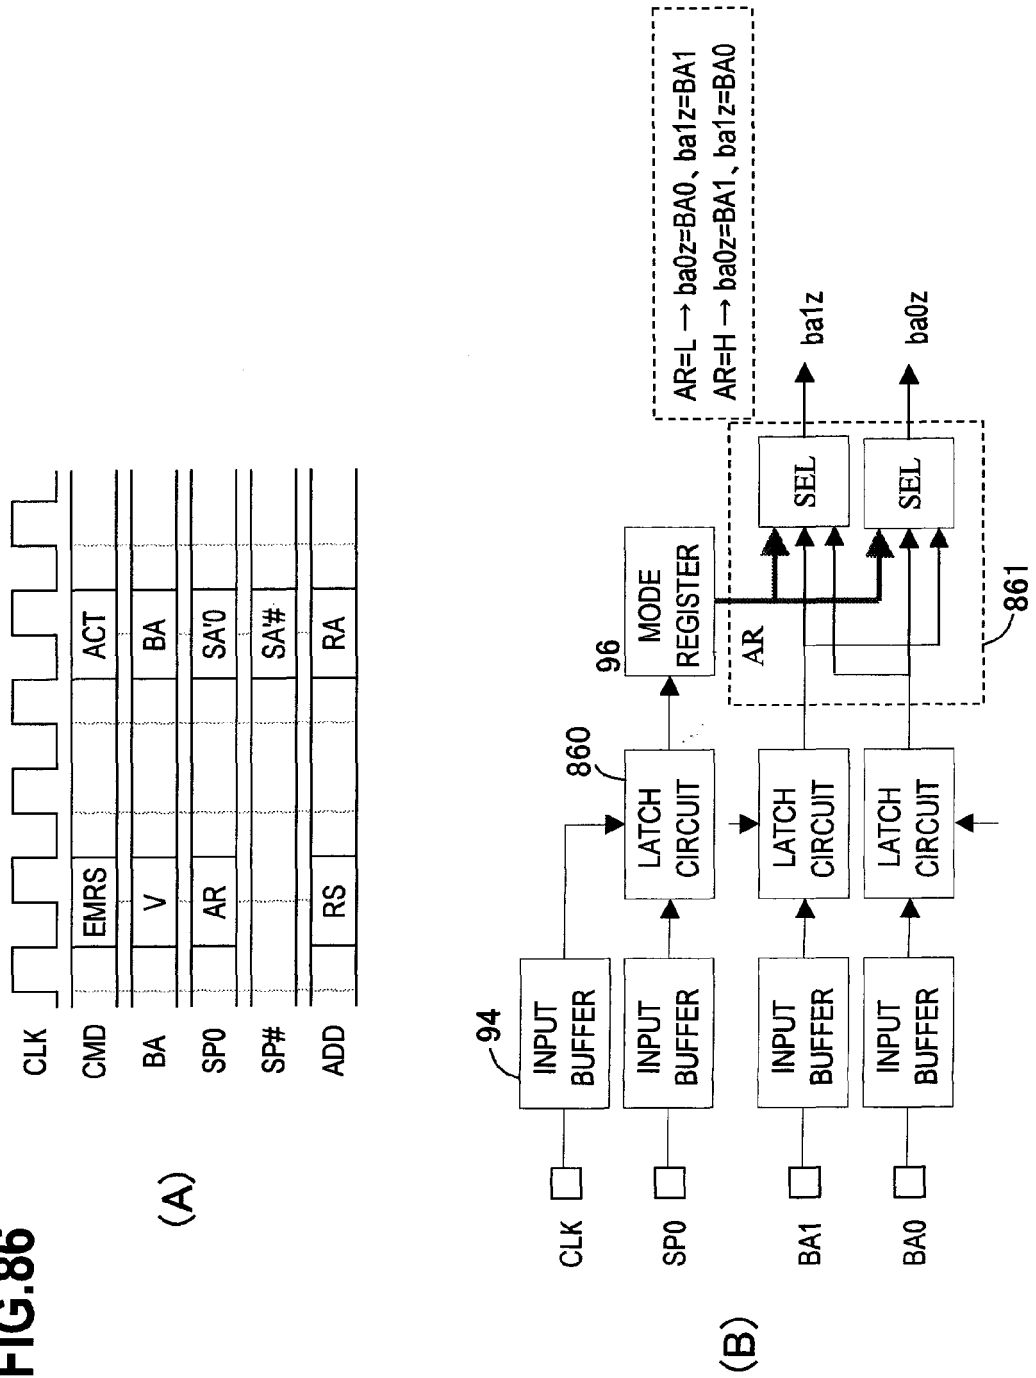 FIG.86
(A)
CLK
CMD EMRS ACT
BA V BA
SP0 AR SA'0
SP# SA'#
ADD RS RA
(B)
AR=L → ba0z=BA0、ba1z=BA1
AR=H → ba0z=BA1、ba1z=BA0
94
CLK
INPUT
BUFFER
SP0
INPUT
BUFFER
860
LATCH
CIRCUIT
96
MODE
REGISTER
AR
BA1
INPUT
BUFFER
LATCH
CIRCUIT
SEL
ba1z
BA0
INPUT
BUFFER
LATCH
CIRCUIT
SEL
ba0z
861